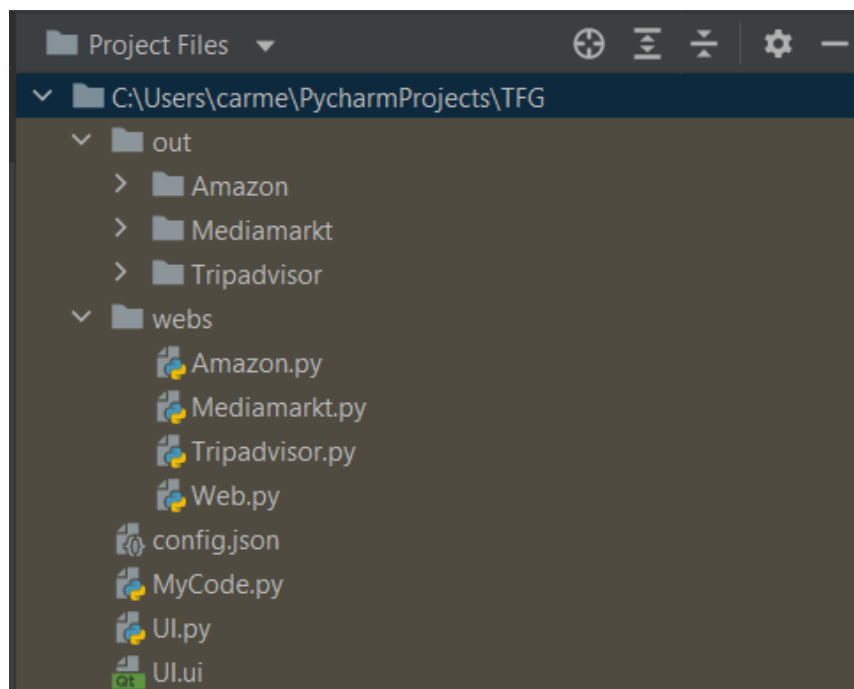 Project Files
C:\Users\carme\PycharmProjects\TFG
out
Amazon
Mediamarkt
Tripadvisor
webs
Amazon.py
Mediamarkt.py
Tripadvisor.py
Web.py
config.json
MyCode.py
UI.py
Qt UI.ui